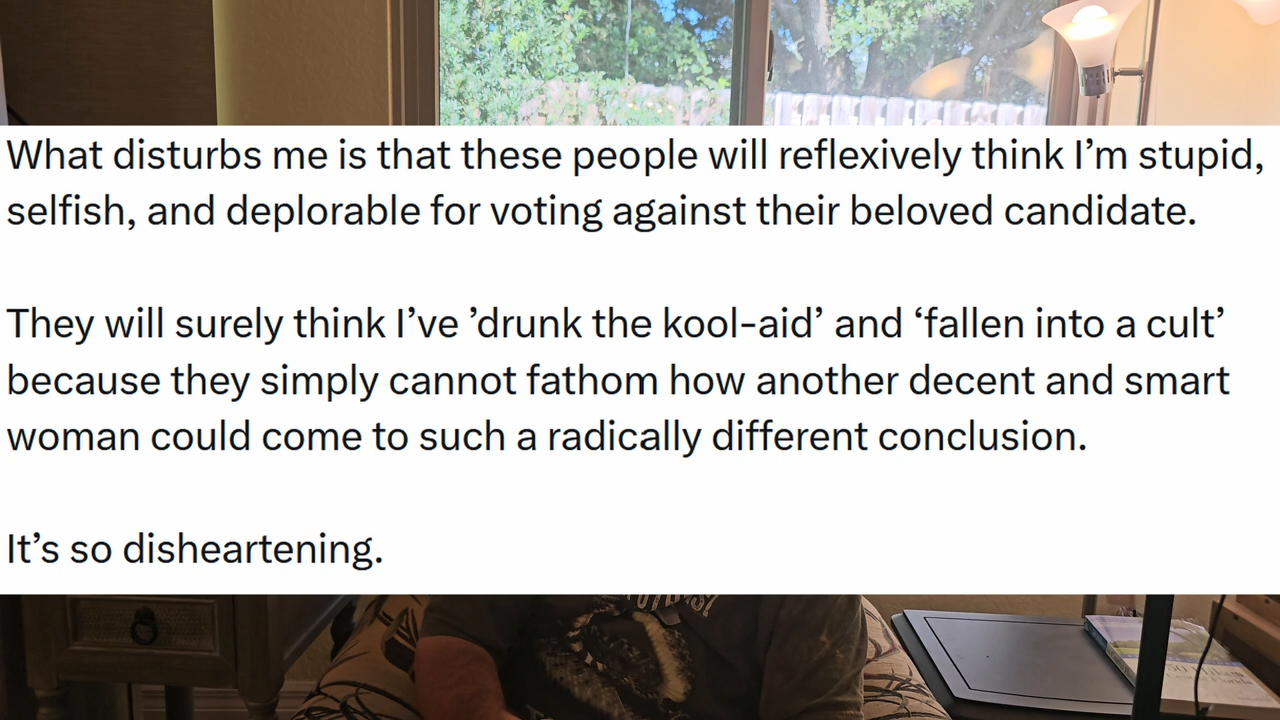 What disturbs me is that these people will reflexively think I’m stupid,
selfish, and deplorable for voting against their beloved candidate.
They will surely think I’ve ’drunk the kool-aid’ and ‘fallen into a cult’
because they simply cannot fathom how another decent and smart
woman could come to such a radically different conclusion.
It’s so disheartening.